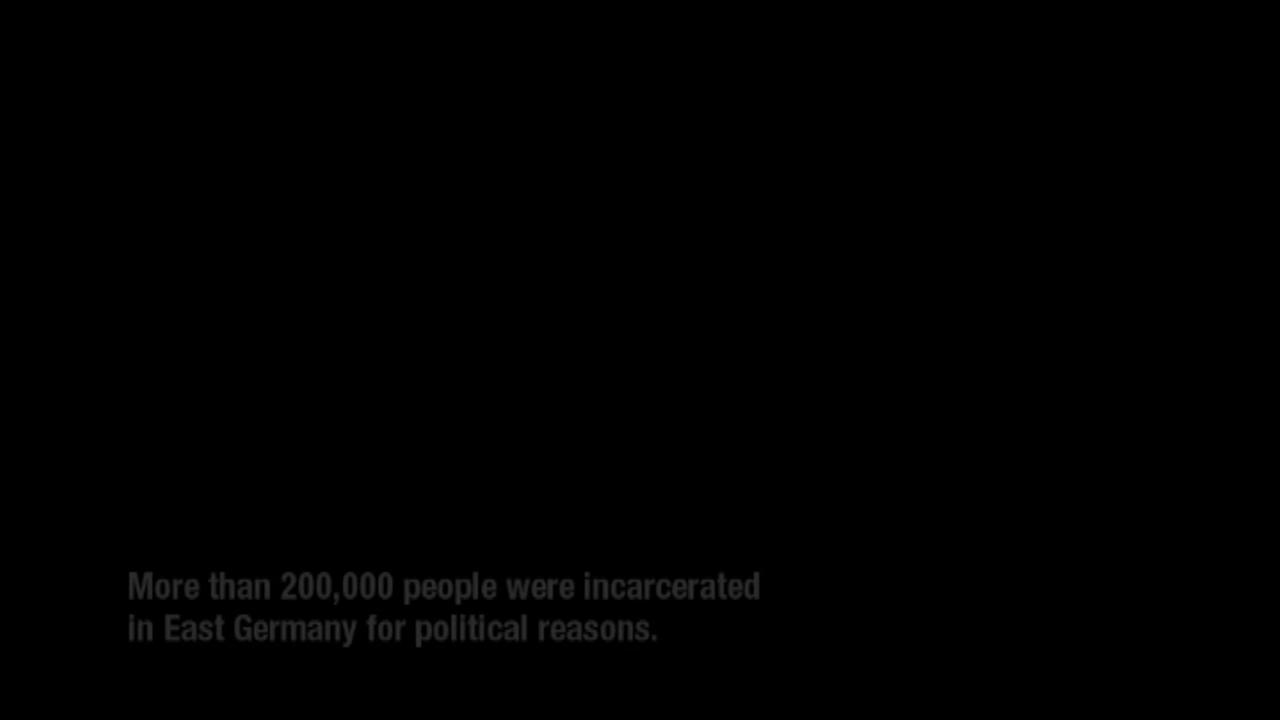 More than 200,000 people were incarcerated
in East Germany for political reasons.